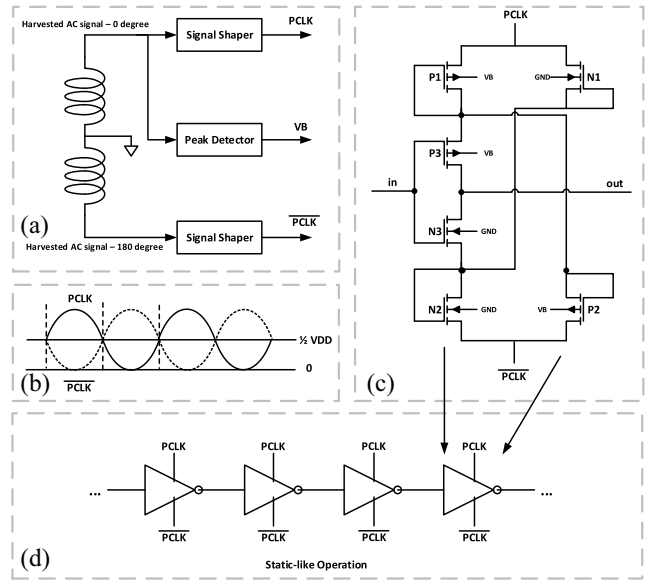 Harvested AC signal – 0 degree
Signal Shaper
PCLK
Peak Detector
VB
(a)
Signal Shaper
PCLK
Harvested AC signal – 180 degree
PCLK
½ VDD
0
PCLK
(b)
PCLK
P1
VB
GND
N1
P3
VB
in
out
N3
GND
N2
GND
VB
P2
PCLK
(c)
PCLK PCLK PCLK PCLK
... ...
PCLK PCLK PCLK PCLK
(d)
Static-like Operation